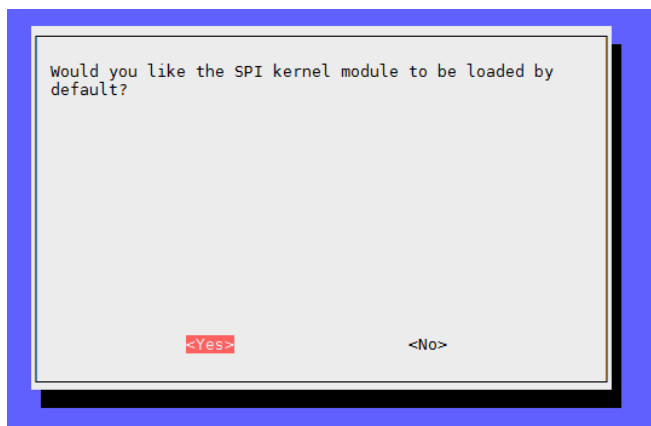 Would you like the SPI kernel module to be loaded by
default?
<Yes> <No>